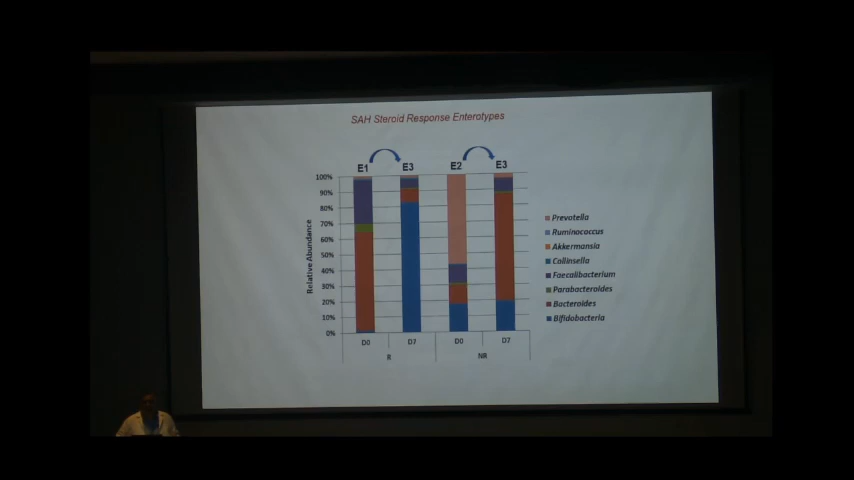 SAH Steroid Response Enterotypes
E1 E3 E2 E3
100%
90%
80%
70%
60%
50%
40%
30%
20%
10%
0%
Relative Abundance
D0 D7 D0 D7
R NR
Prevotella
Ruminococcus
Akkermansia
Collinsella
Faecalibacterium
Parabacteroides
Bacteroides
Bifidobacteria